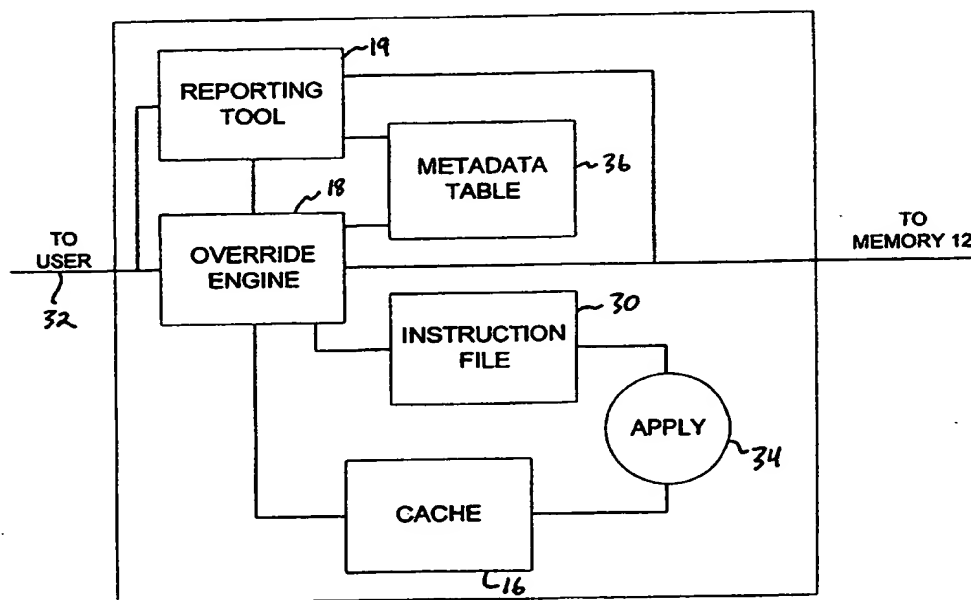 19
REPORTING
TOOL
METADATA
TABLE
36
18
TO
USER
32
OVERRIDE
ENGINE
TO
MEMORY 12
30
INSTRUCTION
FILE
APPLY
34
CACHE
16